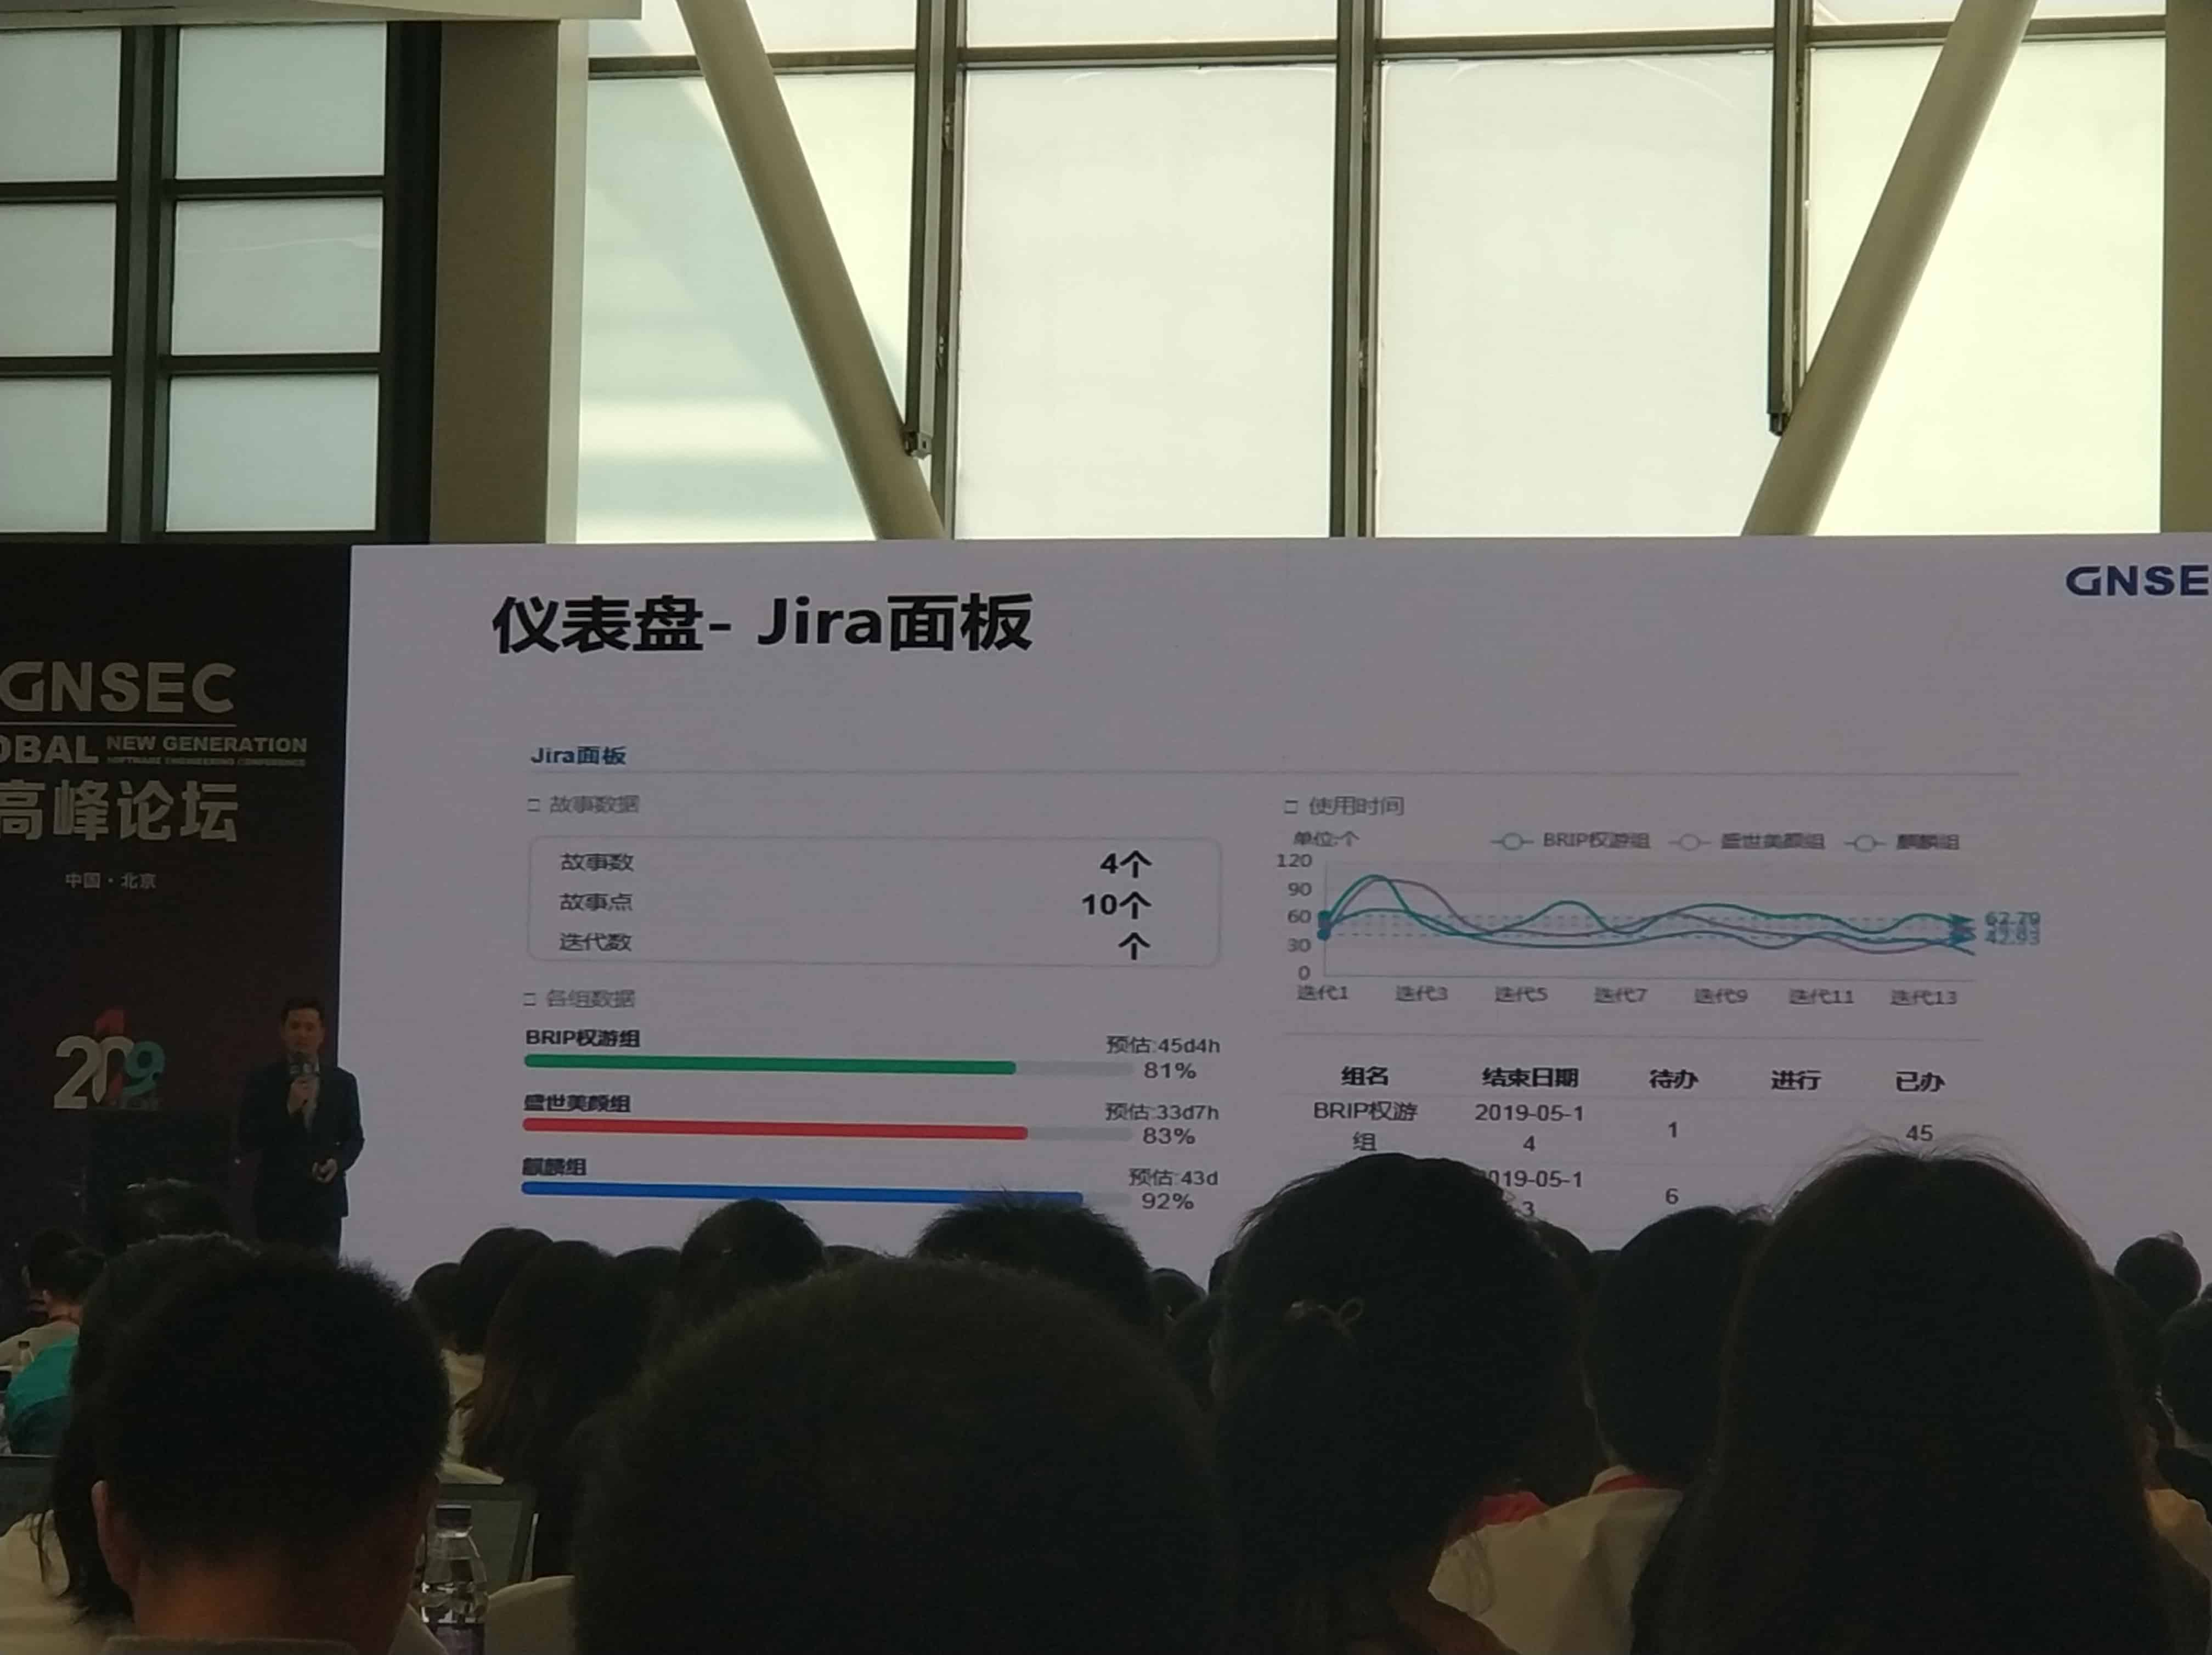 GNSEC
OBAL NEW GENERATION
SOFTWARE ENGINEERING CONFERENCE
高峰论坛
中国·北京
2019
GNSE
仪表盘- Jira面板
Jira面板
故事数据
故事数 4个
故事点 10个
迭代数 个
各组数据
BRIP权游组 预估:45d4h
81%
盛世美颜组 预估:33d7h
83%
麒麟组 预估:43d
92%
使用时间
单位:个
BRIP权游组 盛世美颜组 麒麟组
120
90
60
30
0
62.79
42.93
迭代1 迭代3 迭代5 迭代7 迭代9 迭代11 迭代13
组名 结束日期 待办 进行 已办
BRIP权游 2019-05-1
组 4 1 45
019-05-1
3 6